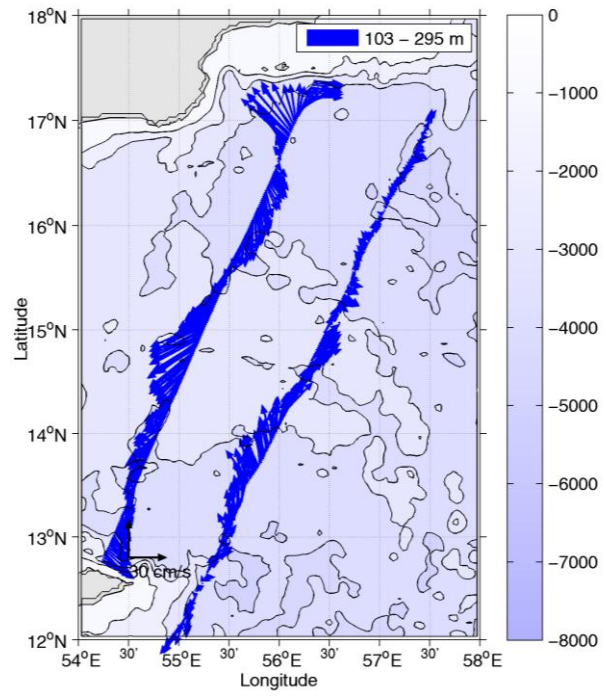 18°N
17°N
16°N
15°N
14°N
13°N
12°N
Latitude
103 – 295 m
30 cm/s
54°E 30' 55°E 30' 56°E 30' 57°E 30' 58°E
Longitude
0
−1000
−2000
−3000
−4000
−5000
−6000
−7000
−8000